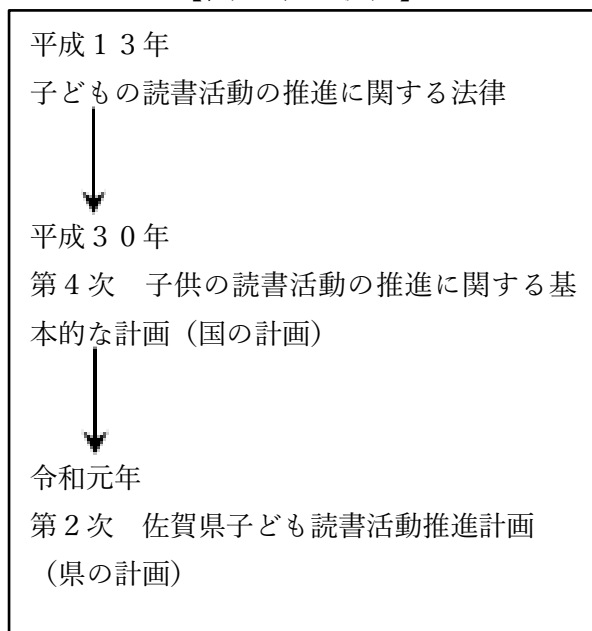 平成１３年
子どもの読書活動の推進に関する法律
平成３０年
第４次　子供の読書活動の推進に関する基
本的な計画（国の計画）
令和元年
第２次　佐賀県子ども読書活動推進計画
（県の計画）